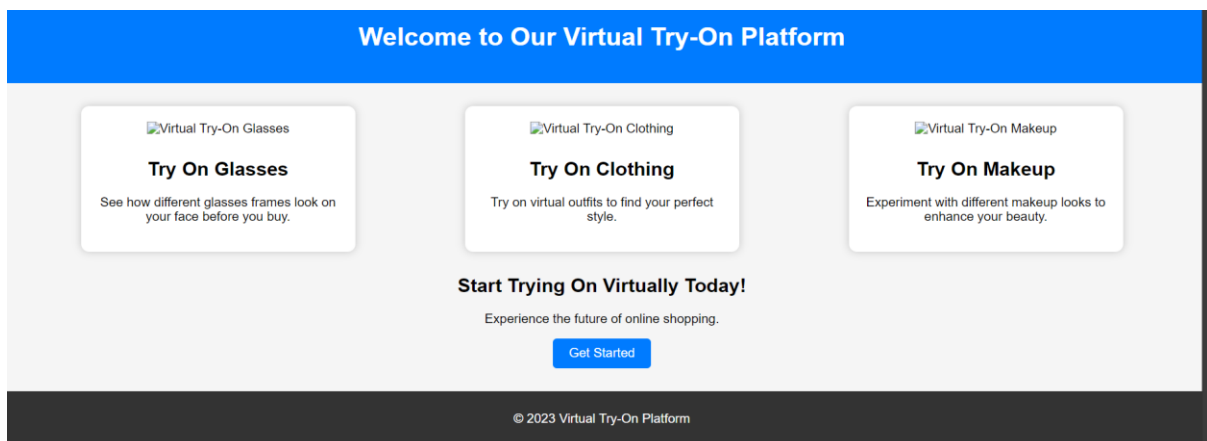 Welcome to Our Virtual Try-On Platform
Virtual Try-On Glasses
Try On Glasses
See how different glasses frames look on
your face before you buy.
Virtual Try-On Clothing
Try On Clothing
Try on virtual outfits to find your perfect
style.
Virtual Try-On Makeup
Try On Makeup
Experiment with different makeup looks to
enhance your beauty.
Start Trying On Virtually Today!
Experience the future of online shopping.
Get Started
© 2023 Virtual Try-On Platform